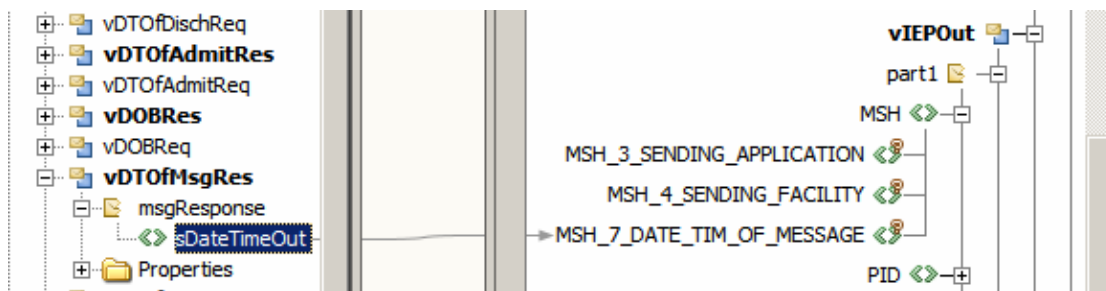 vDTOfDischReq
vDTOfAdmitRes
vDTOfAdmitReq
vDOBRes
vDOBReq
vDTOfMsgRes
msgResponse
sDateTimeOut
Properties
vIEPOut
part1
MSH
MSH_3_SENDING_APPLICATION
MSH_4_SENDING_FACILITY
MSH_7_DATE_TIM_OF_MESSAGE
PID